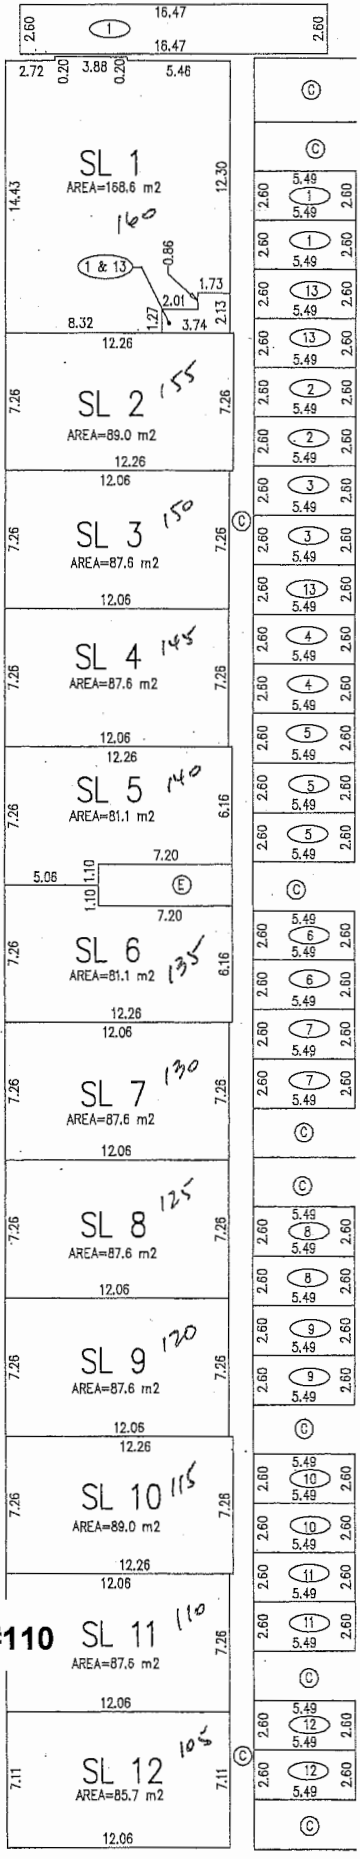 16.47
2.60
1
2.60
16.47
2.72
0.20
3.88
0.20
5.46
SL 1
AREA=168.6 m2
14.43
12.30
160
0.86
1 & 13
1.73
2.01
1.27
3.74
2.13
8.32
12.26
SL 2
155
AREA=89.0 m2
7.26
7.26
12.26
12.06
SL 3
150
AREA=87.6 m2
7.26
7.26
12.06
SL 4
145
AREA=87.6 m2
7.26
7.26
12.06
12.26
SL 5
140
AREA=81.1 m2
7.26
6.16
7.20
5.06
1.10
E
1.10
7.20
SL 6
135
AREA=81.1 m2
7.26
6.16
12.26
12.06
SL 7
130
AREA=87.6 m2
7.26
7.26
12.06
SL 8
125
AREA=87.6 m2
7.26
7.26
12.06
SL 9
120
AREA=87.6 m2
7.26
7.26
12.06
12.26
SL 10
115
AREA=89.0 m2
7.26
7.26
12.26
12.06
#110
SL 11
110
AREA=87.6 m2
7.26
12.06
SL 12
105
AREA=85.7 m2
7.11
7.11
12.06
C
C
C
C
5.49
2.60 1 2.60
5.49
2.60 1 2.60
5.49
2.60 13 2.60
5.49
2.60 13 2.60
5.49
2.60 2 2.60
5.49
2.60 2 2.60
5.49
2.60 3 2.60
5.49
2.60 3 2.60
5.49
2.60 13 2.60
5.49
2.60 4 2.60
5.49
2.60 4 2.60
5.49
2.60 5 2.60
5.49
2.60 5 2.60
5.49
2.60 5 2.60
5.49
C
5.49
2.60 6 2.60
5.49
2.60 6 2.60
5.49
2.60 7 2.60
5.49
2.60 7 2.60
5.49
C
C
5.49
2.60 8 2.60
5.49
2.60 8 2.60
5.49
2.60 9 2.60
5.49
2.60 9 2.60
5.49
C
5.49
2.60 10 2.60
5.49
2.60 10 2.60
5.49
2.60 11 2.60
5.49
2.60 11 2.60
5.49
C
5.49
2.60 12 2.60
5.49
2.60 12 2.60
5.49
C